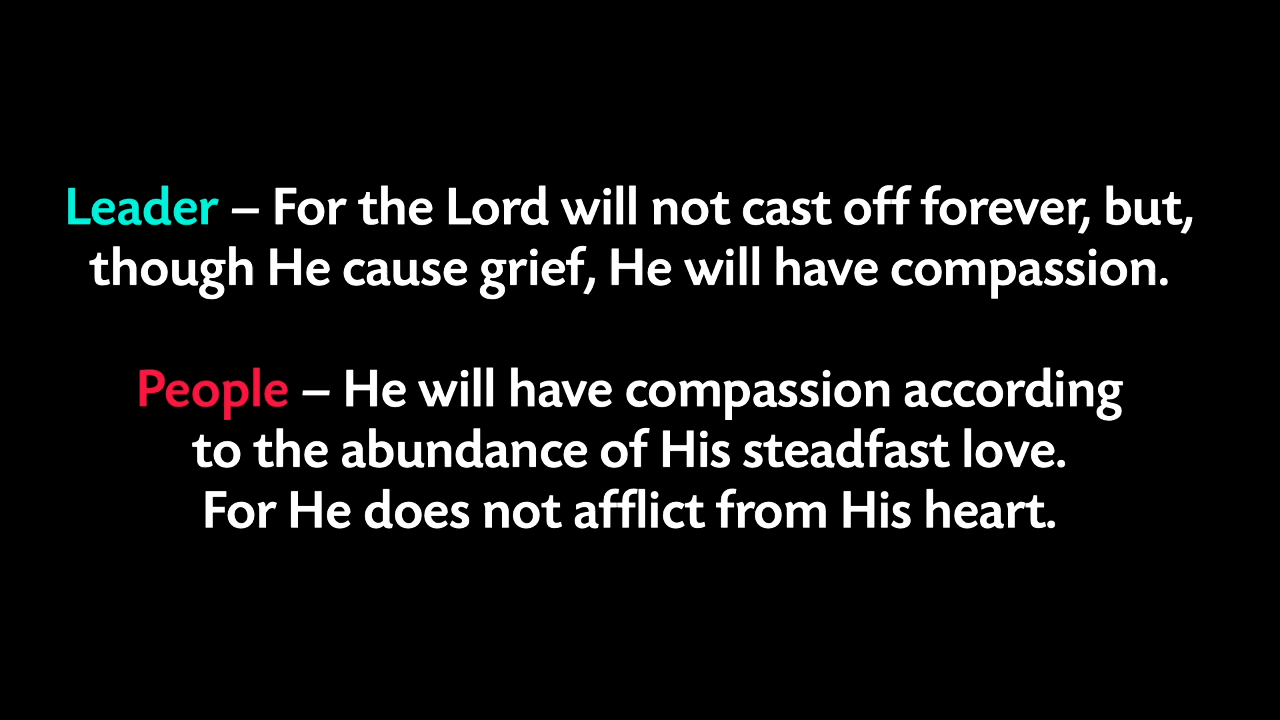 Leader – For the Lord will not cast off forever, but,
though He cause grief, He will have compassion.
People – He will have compassion according
to the abundance of His steadfast love.
For He does not afflict from His heart.